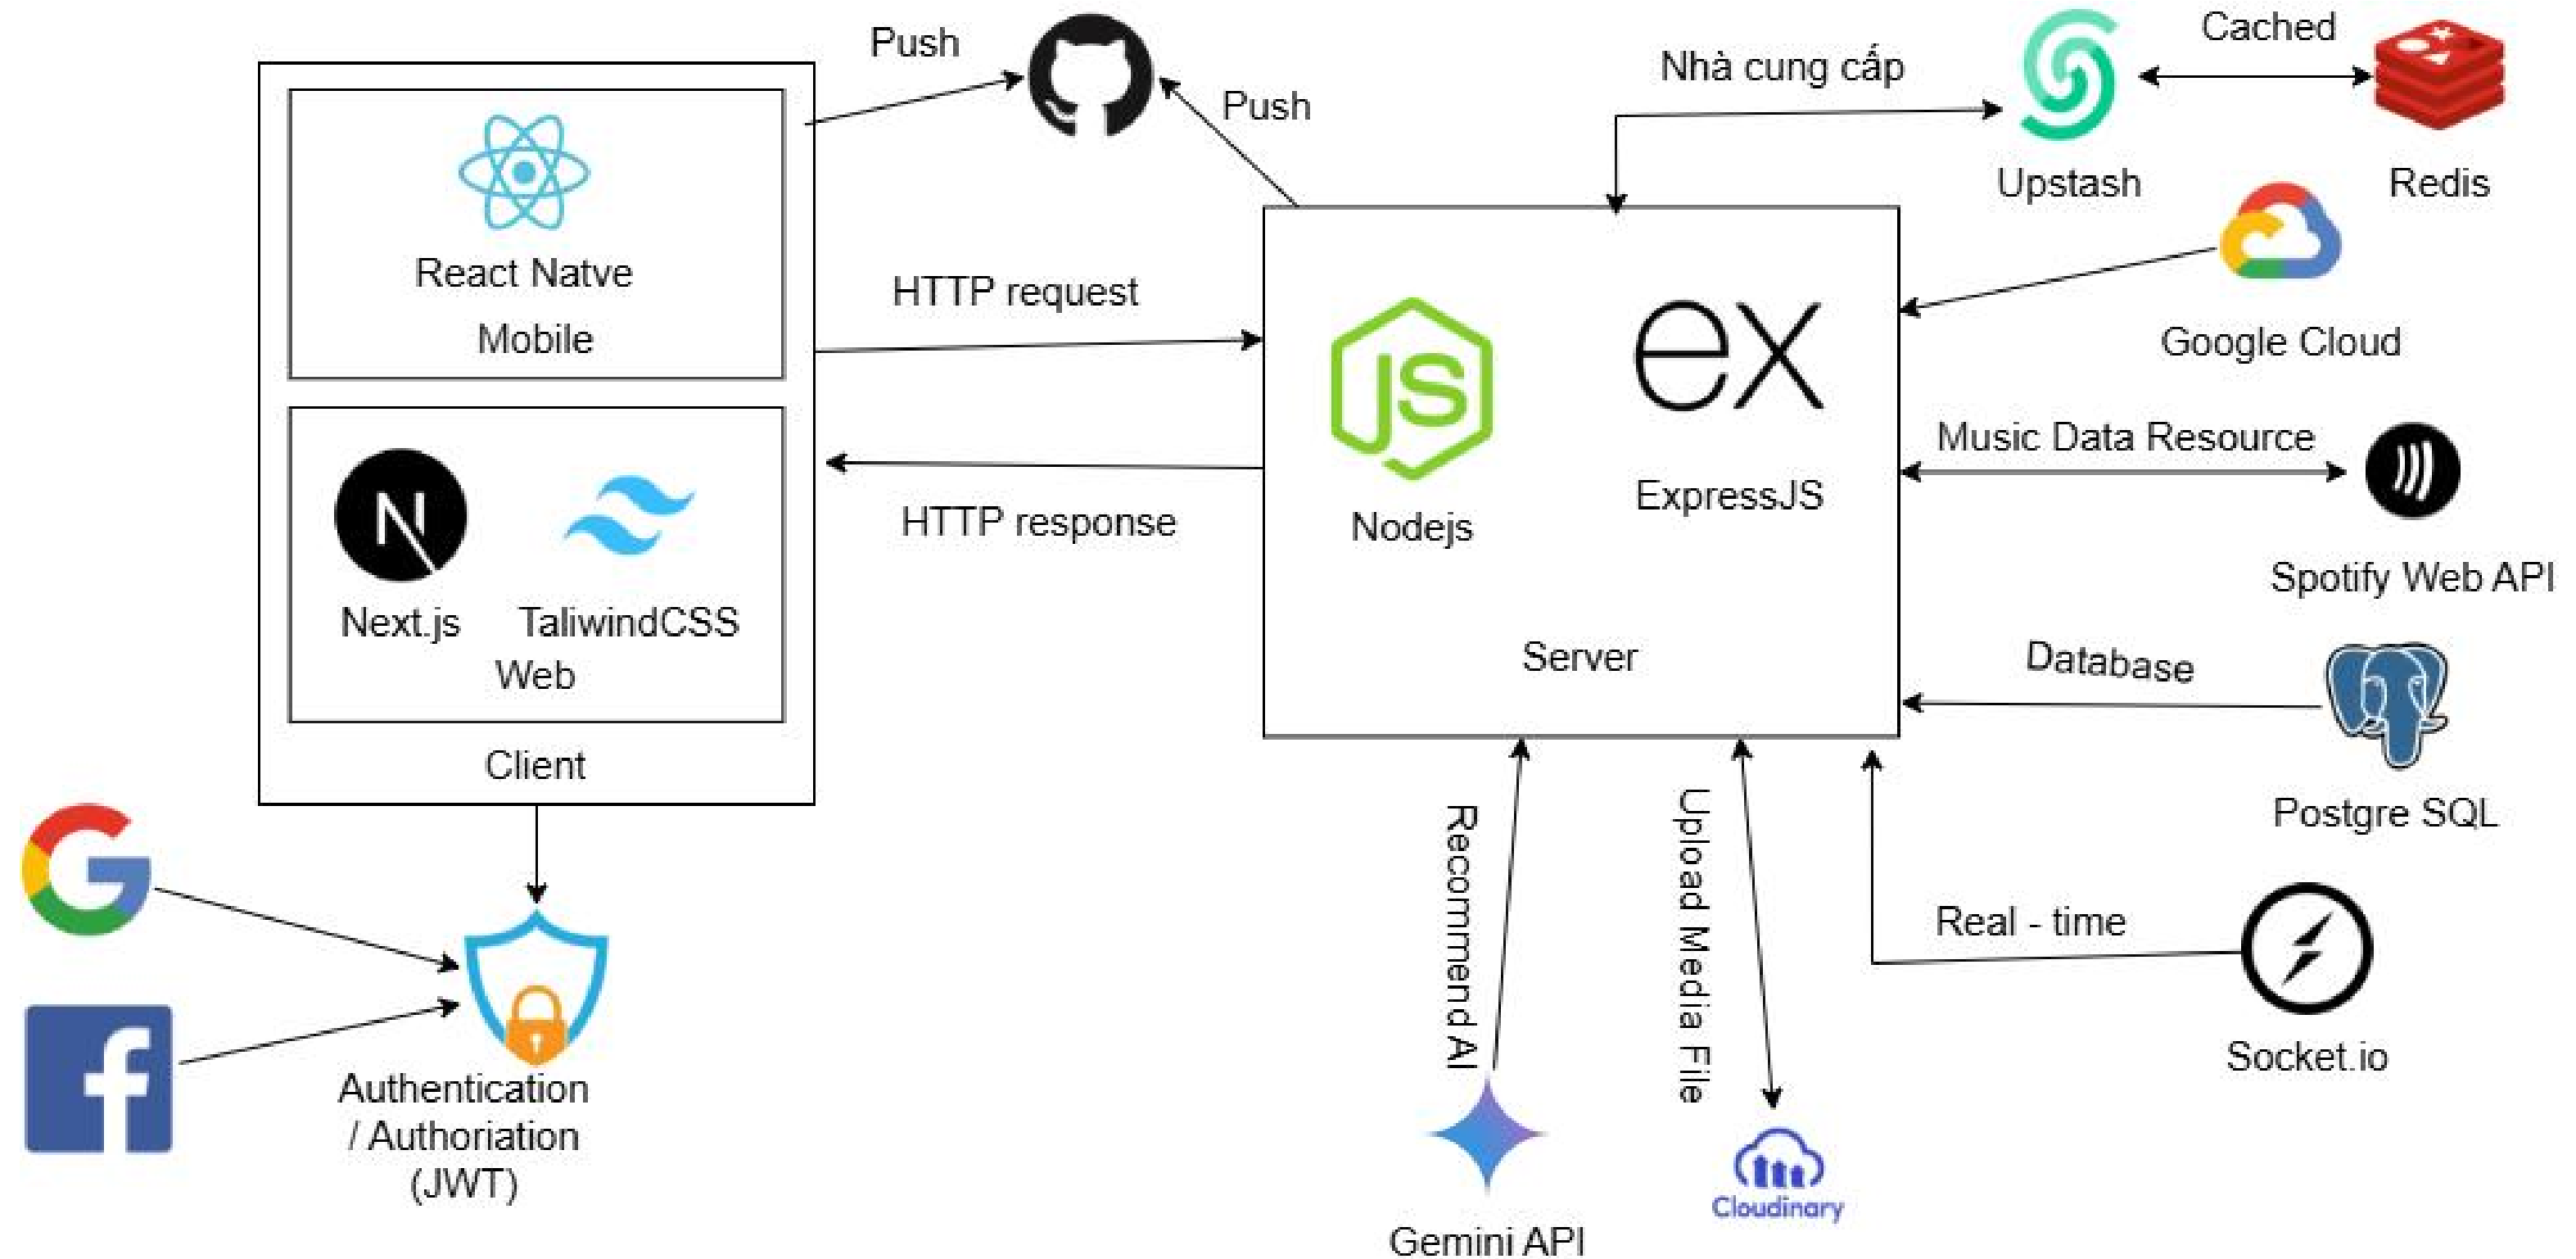 Push
Push
Nhà cung cấp
Cached
Upstash
Redis
React Natve
Mobile
HTTP request
Google Cloud
JS
ex
N
Next.js
TaliwindCSS
Web
Client
HTTP response
Nodejs
ExpressJS
Server
Music Data Resource
Spotify Web API
Database
Postgre SQL
Real - time
Socket.io
Recommend AI
Upload Media File
G
f
Authentication
/ Authoriation
(JWT)
Gemini API
Cloudinary